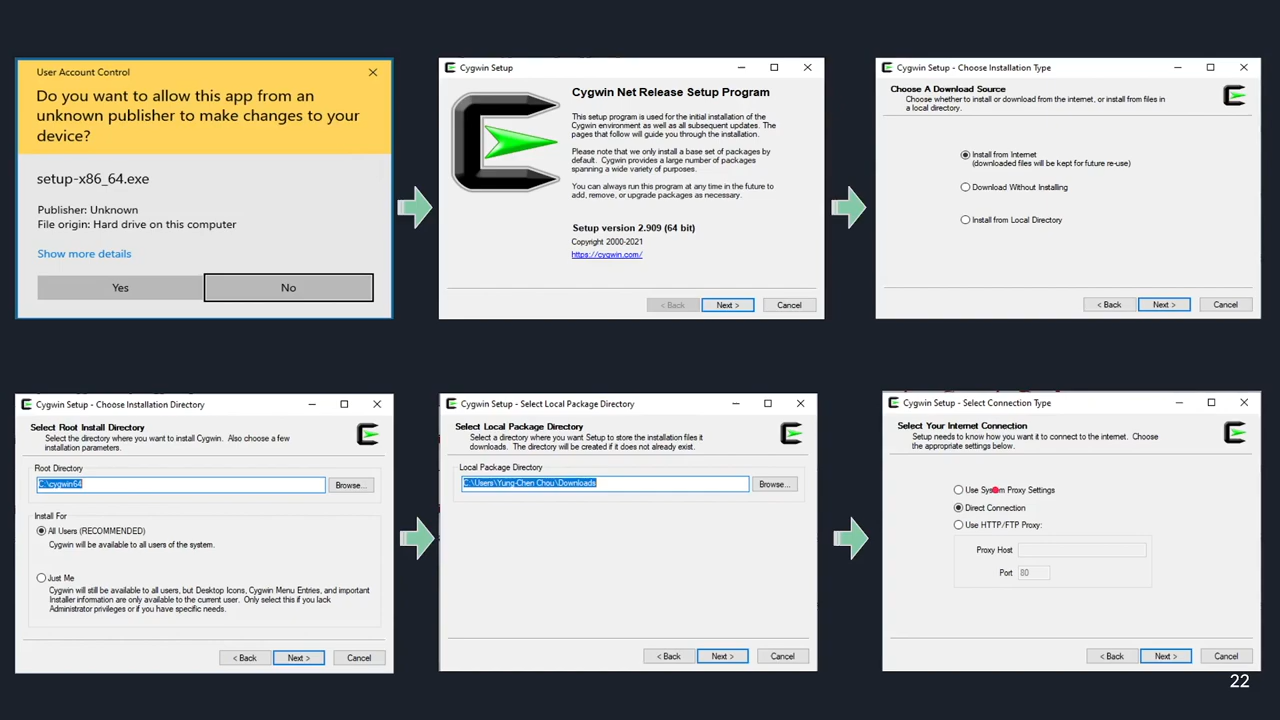 User Account Control
Do you want to allow this app from an
unknown publisher to make changes to your
device?
setup-x86_64.exe
Publisher: Unknown
File origin: Hard drive on this computer
Show more details
Yes
No
Cygwin Setup
Cygwin Net Release Setup Program
This setup program is used for the initial installation of the
Cygwin environment as well as all subsequent updates. The
pages that follow will guide you through the installation.
Please note that we only install a base set of packages by
default. Cygwin provides a large number of packages
spanning a wide variety of purposes.
You can always run this program at any time in the future to
add, remove, or upgrade packages as necessary.
Setup version 2.909 (64 bit)
Copyright 2000-2021
https://cygwin.com/
< Back
Next >
Cancel
Cygwin Setup - Choose Installation Type
Choose A Download Source
Choose whether to install or download from the internet, or install from files in
a local directory.
Install from Internet
(downloaded files will be kept for future re-use)
Download Without Installing
Install from Local Directory
< Back
Next >
Cancel
Cygwin Setup - Choose Installation Directory
Select Root Install Directory
Select the directory where you want to install Cygwin. Also choose a few
installation parameters.
Root Directory
C:\cygwin64
Browse...
Install For
All Users (RECOMMENDED)
Cygwin will be available to all users of the system.
Just Me
Cygwin will still be available to all users, but Desktop Icons, Cygwin Menu Entries, and important
Installer information are only available to the current user. Only select this if you lack
Administrator privileges or if you have specific needs.
< Back
Next >
Cancel
Cygwin Setup - Select Local Package Directory
Select Local Package Directory
Select a directory where you want Setup to store the installation files it
downloads. The directory will be created if it does not already exist.
Local Package Directory
C:\Users\Yung-Chen Chou\Downloads
Browse...
< Back
Next >
Cancel
Cygwin Setup - Select Connection Type
Select Your Internet Connection
Setup needs to know how you want it to connect to the internet. Choose
the appropriate settings below.
Use System Proxy Settings
Direct Connection
Use HTTP/FTP Proxy:
Proxy Host
Port 80
< Back
Next >
Cancel
22